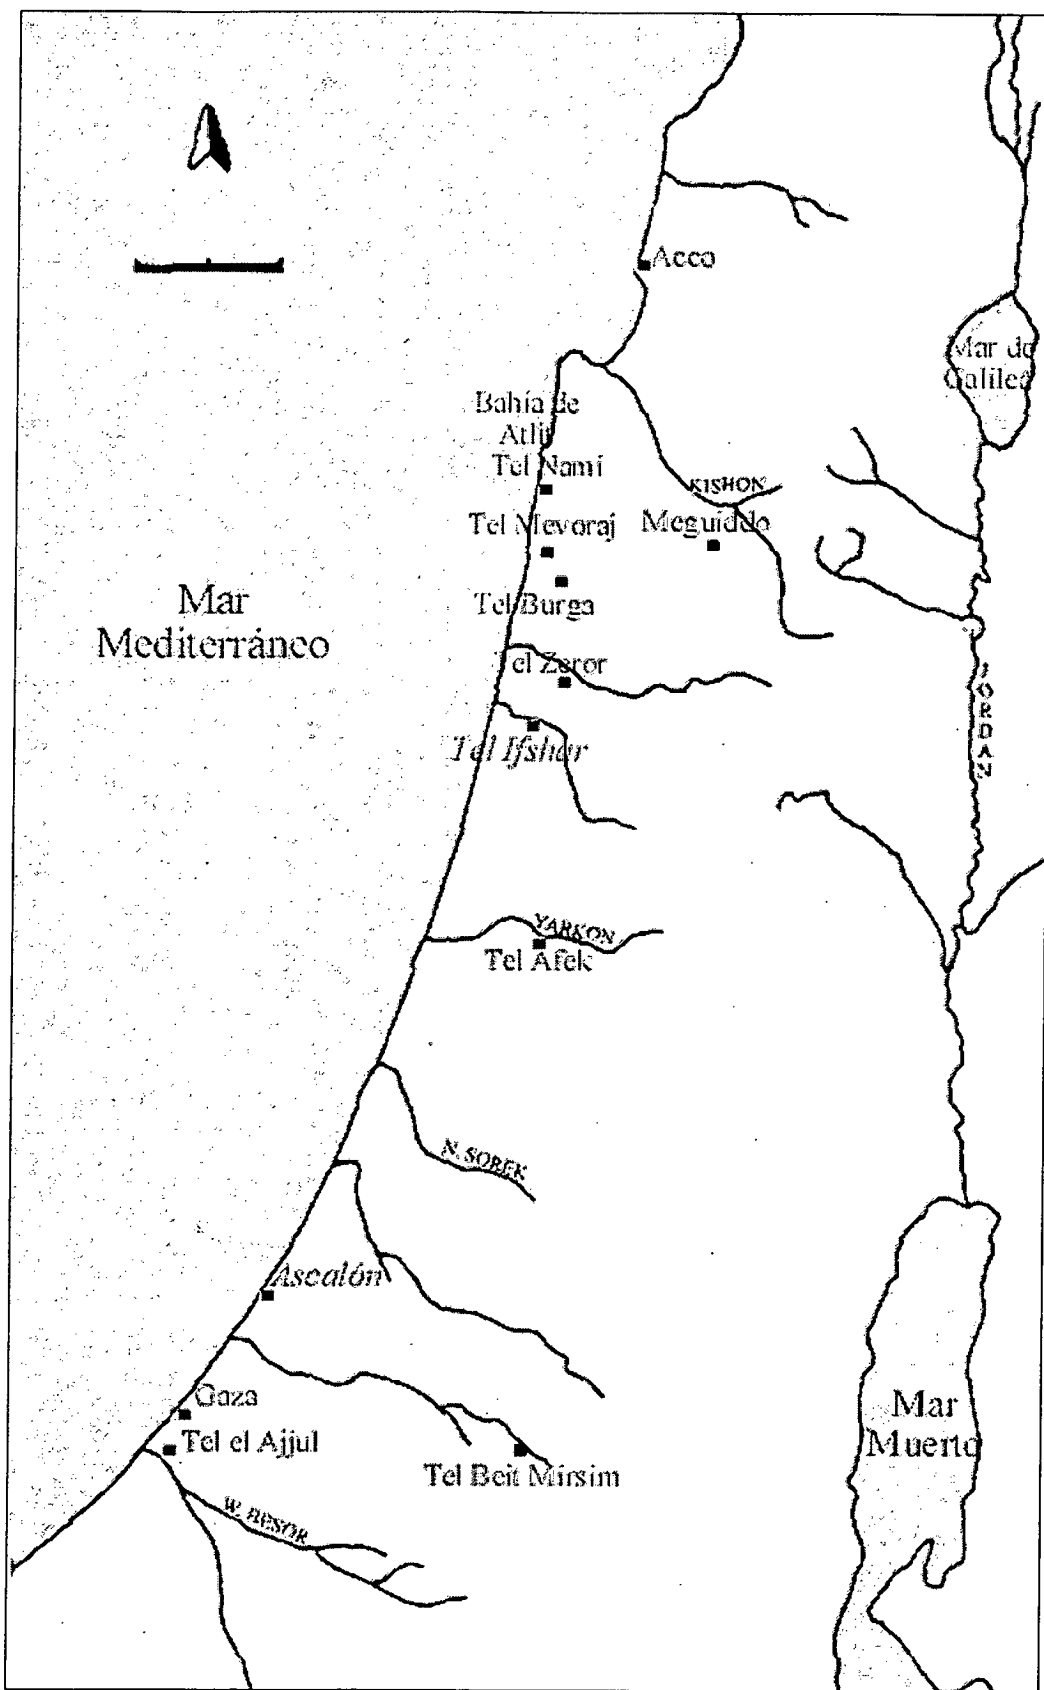 Acco
Mar de
Galilea
Bahía de
Atlit
Tel Nami
KISHON
Tel Mevoraj
Meguiddo
Tel Burga
Mar
Mediterráneo
Tel Zeror
JORDAN
Tel Ifshar
YARKON
Tel Afek
N. SOREK
Ascalón
Gaza
Tel el Ajjul
Mar
Muerto
Tel Beit Mirsim
W. BESOR